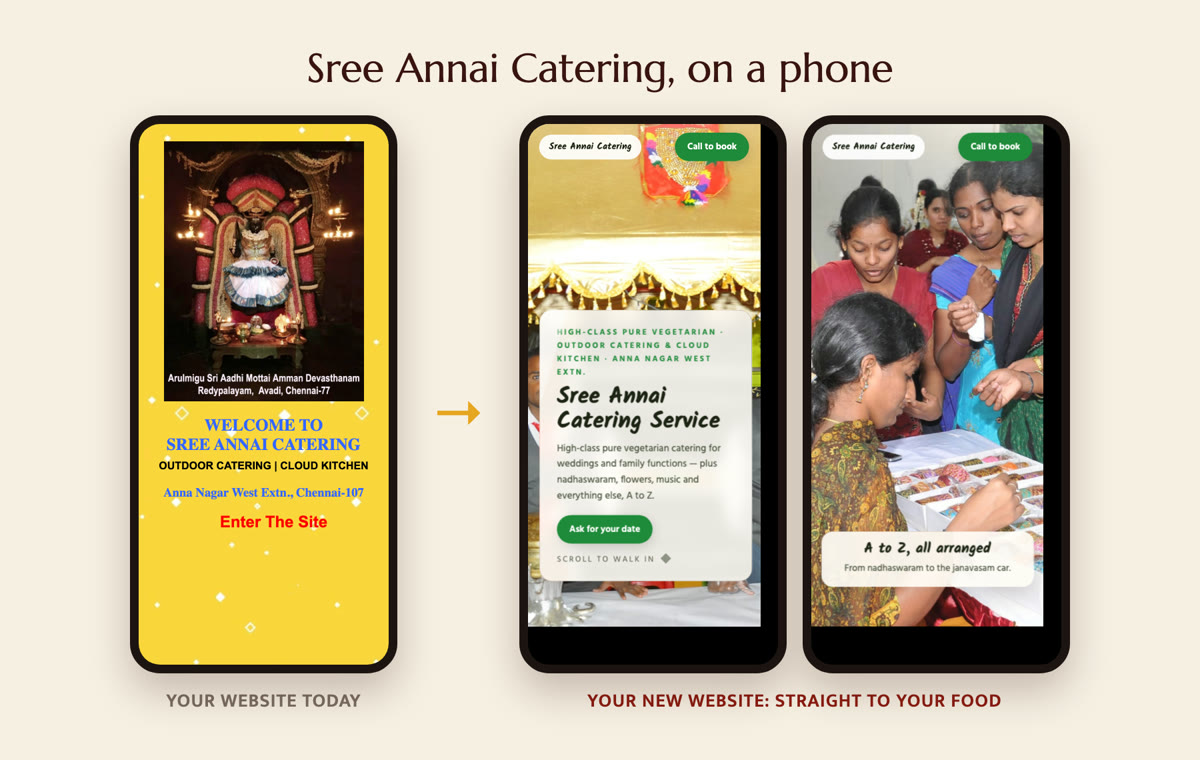 Sree Annai Catering, on a phone
Arulmigu Sri Aadhi Mottai Amman Devasthanam
Redypalayam, Avadi, Chennai-77
WELCOME TO
SREE ANNAI CATERING
OUTDOOR CATERING | CLOUD KITCHEN
Anna Nagar West Extn., Chennai-107
Enter The Site
YOUR WEBSITE TODAY
Sree Annai Catering
Call to book
HIGH-CLASS PURE VEGETARIAN ·
OUTDOOR CATERING & CLOUD
KITCHEN · ANNA NAGAR WEST
EXTN.
Sree Annai
Catering Service
High-class pure vegetarian catering for
weddings and family functions — plus
nadhaswaram, flowers, music and
everything else, A to Z.
Ask for your date
SCROLL TO WALK IN
Sree Annai Catering
Call to book
A to Z, all arranged
From nadhaswaram to the janavasam car.
YOUR NEW WEBSITE: STRAIGHT TO YOUR FOOD